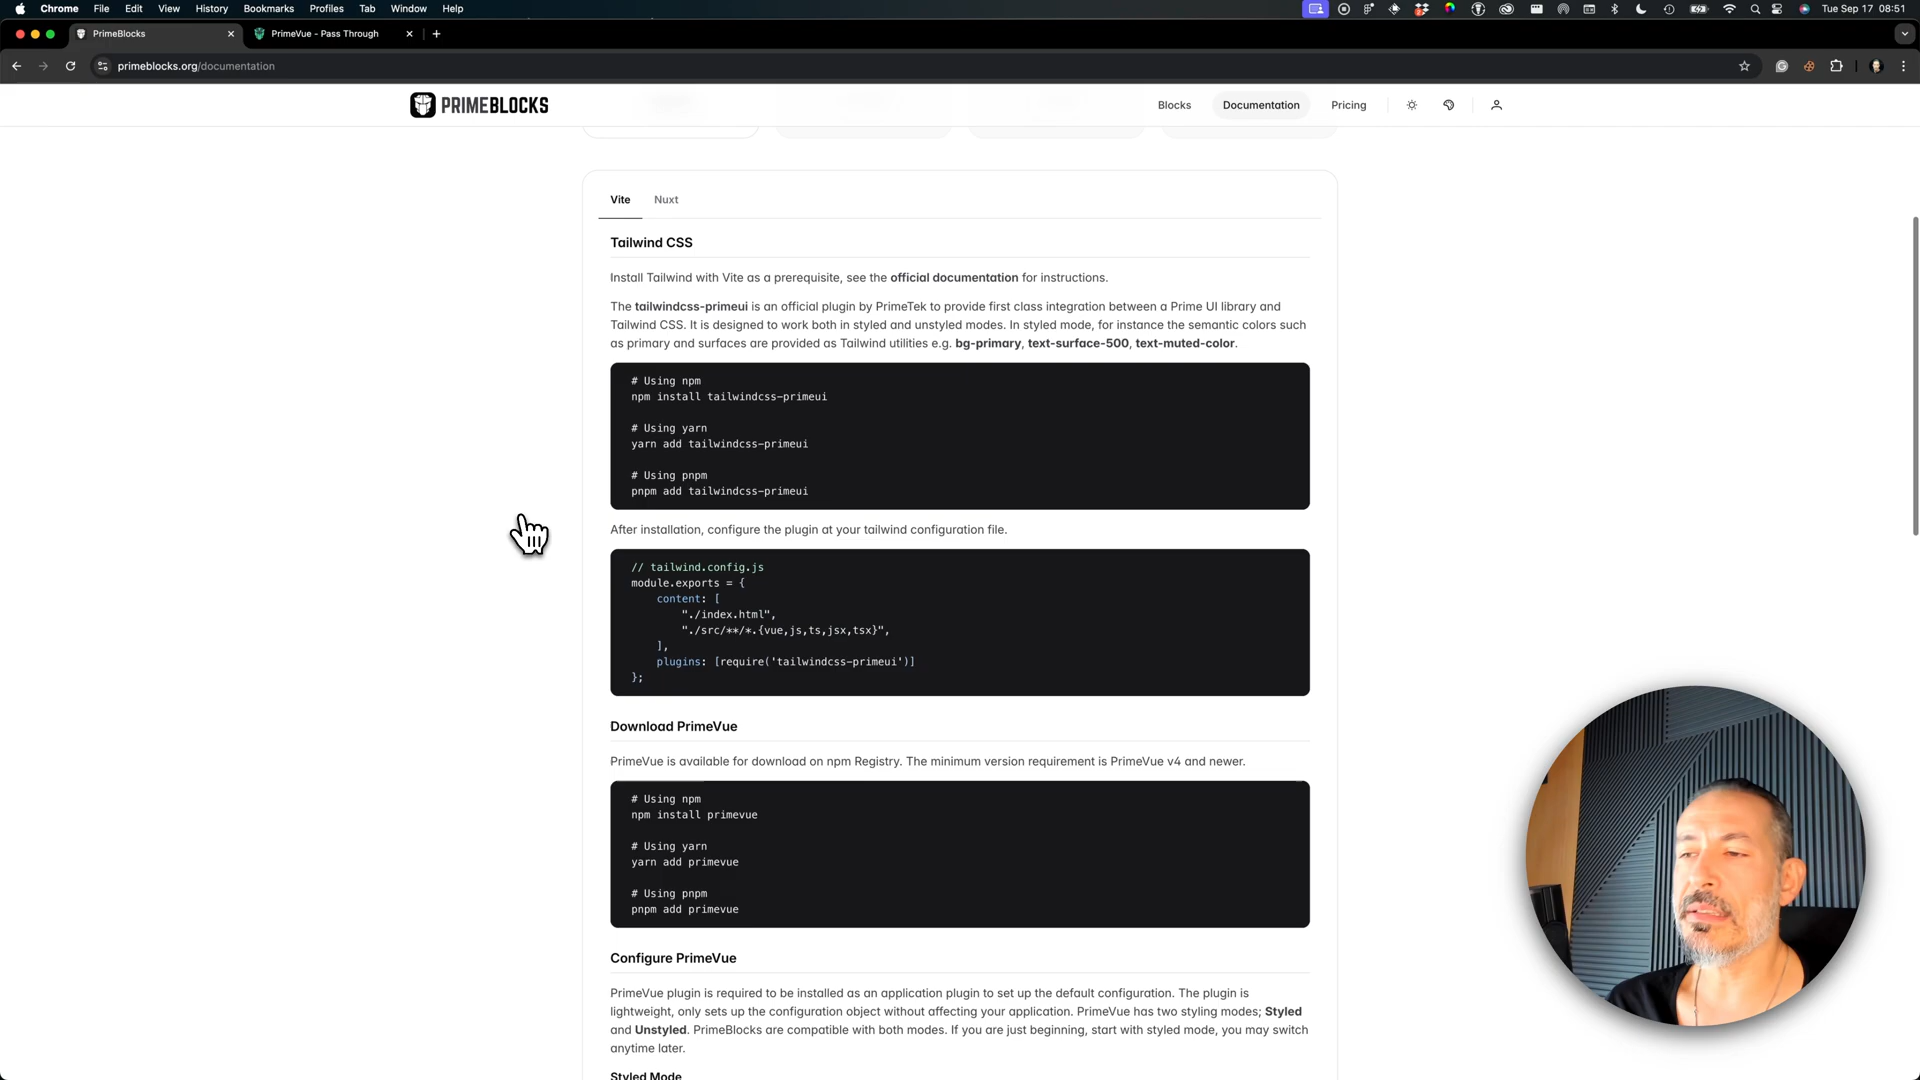 Chrome File Edit View History Bookmarks Profiles Tab Window Help Tue Sep 17 08:51
PrimeBlocks PrimeVue - Pass Through
primeblocks.org/documentation
PRIMEBLOCKS Blocks Documentation Pricing
Vite Nuxt
Tailwind CSS
Install Tailwind with Vite as a prerequisite, see the official documentation for instructions.
The tailwindcss-primeui is an official plugin by PrimeTek to provide first class integration between a Prime UI library and
Tailwind CSS. It is designed to work both in styled and unstyled modes. In styled mode, for instance the semantic colors such
as primary and surfaces are provided as Tailwind utilities e.g. bg-primary, text-surface-500, text-muted-color.
# Using npm
npm install tailwindcss-primeui
# Using yarn
yarn add tailwindcss-primeui
# Using pnpm
pnpm add tailwindcss-primeui
After installation, configure the plugin at your tailwind configuration file.
// tailwind.config.js
module.exports = {
content: [
"./index.html",
"./src/**/*.{vue,js,ts,jsx,tsx}",
],
plugins: [require('tailwindcss-primeui')]
};
Download PrimeVue
PrimeVue is available for download on npm Registry. The minimum version requirement is PrimeVue v4 and newer.
# Using npm
npm install primevue
# Using yarn
yarn add primevue
# Using pnpm
pnpm add primevue
Configure PrimeVue
PrimeVue plugin is required to be installed as an application plugin to set up the default configuration. The plugin is
lightweight, only sets up the configuration object without affecting your application. PrimeVue has two styling modes; Styled
and Unstyled. PrimeBlocks are compatible with both modes. If you are just beginning, start with styled mode, you may switch
anytime later.
Styled Mode